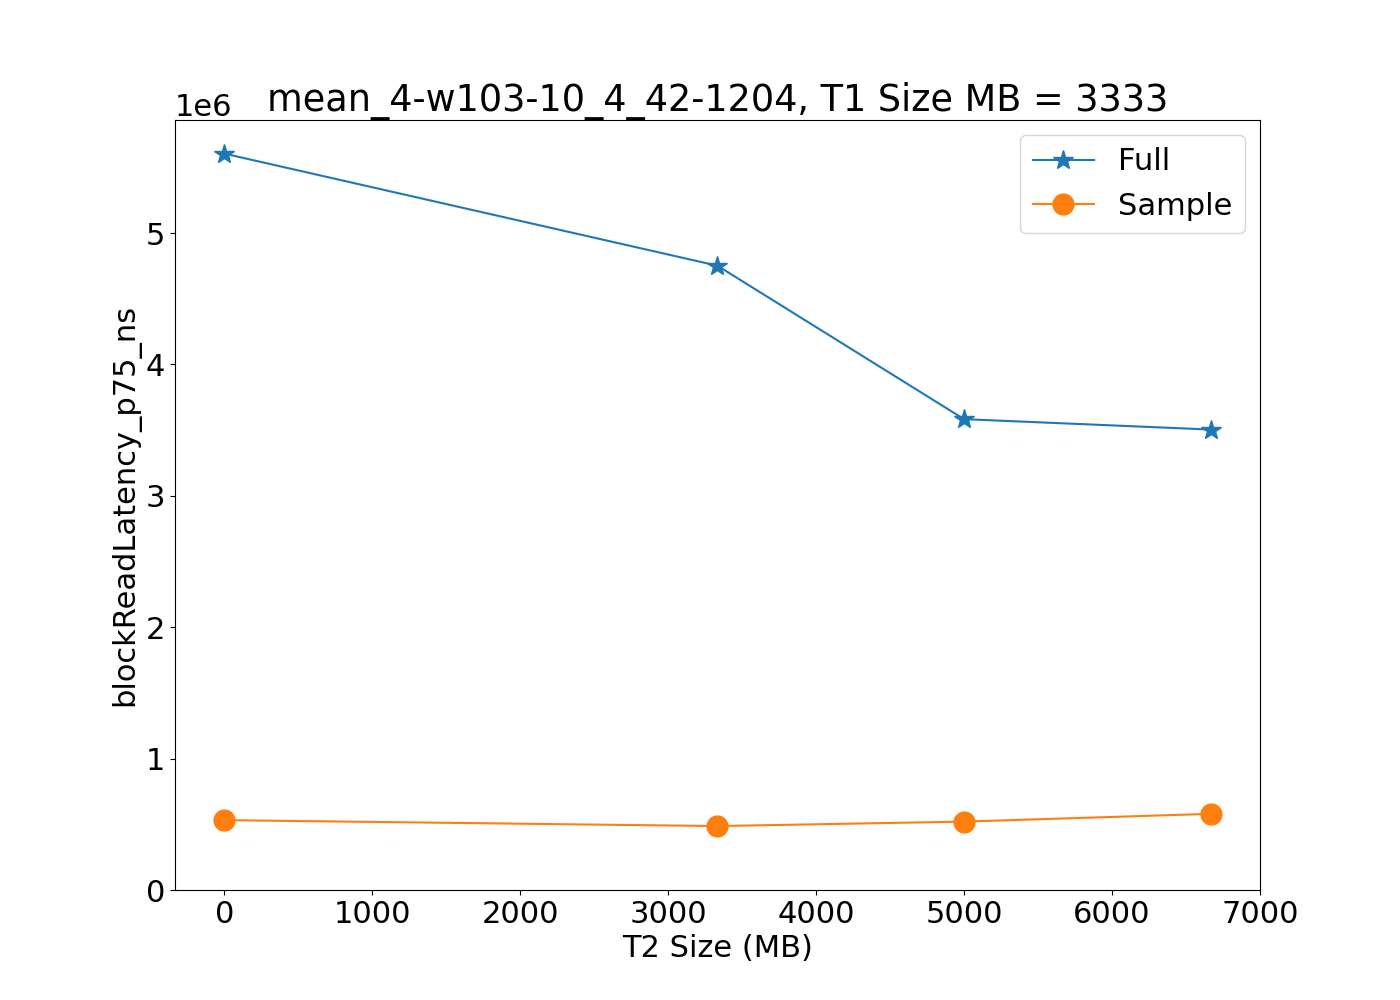 1e6
mean_4-w103-10_4_42-1204, T1 Size MB = 3333
Full
Sample
blockReadLatency_p75_ns
5
4
3
2
1
0
0 1000 2000 3000 4000 5000 6000 7000
T2 Size (MB)